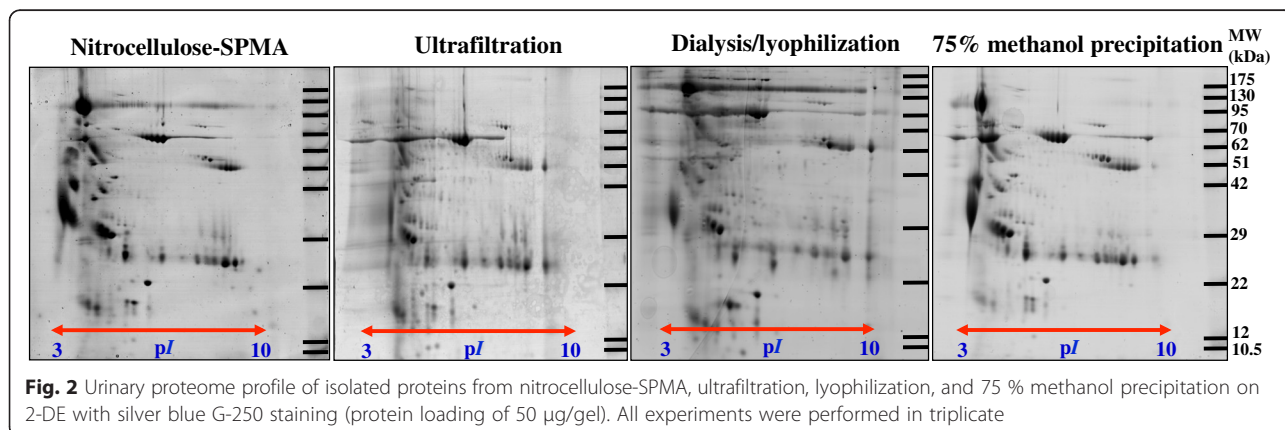 Nitrocellulose-SPMA Ultrafiltration Dialysis/lyophilization 75% methanol precipitation MW
(kDa)
175
130
95
70
62
51
42
29
22
12
10.5
3 pI 10 3 pI 10 3 pI 10 3 pI 10
Fig. 2 Urinary proteome profile of isolated proteins from nitrocellulose-SPMA, ultrafiltration, lyophilization, and 75 % methanol precipitation on
2-DE with silver blue G-250 staining (protein loading of 50 μg/gel). All experiments were performed in triplicate